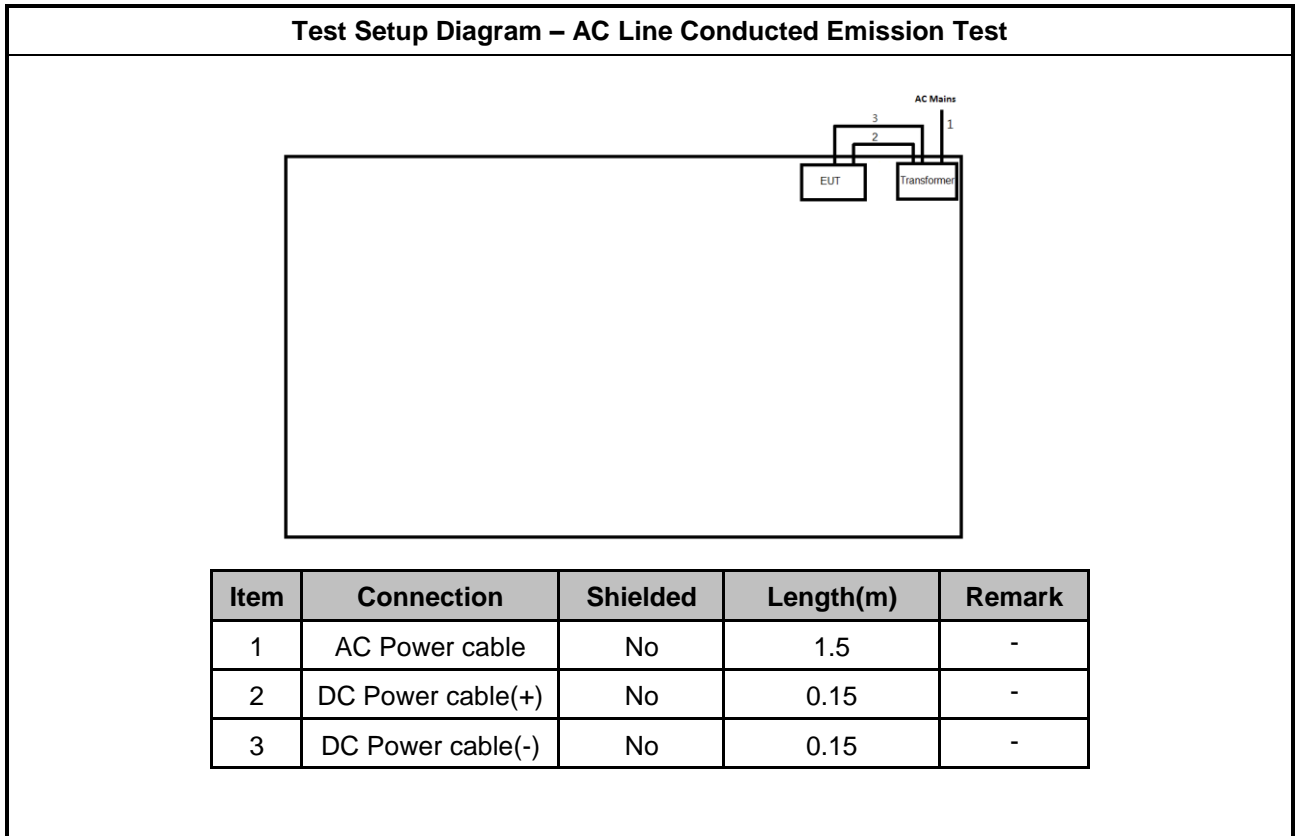 Test Setup Diagram – AC Line Conducted Emission Test
AC Mains
3
1
2
EUT
Transformer
Item Connection Shielded Length(m) Remark
1 AC Power cable No 1.5 -
2 DC Power cable(+) No 0.15 -
3 DC Power cable(-) No 0.15 -